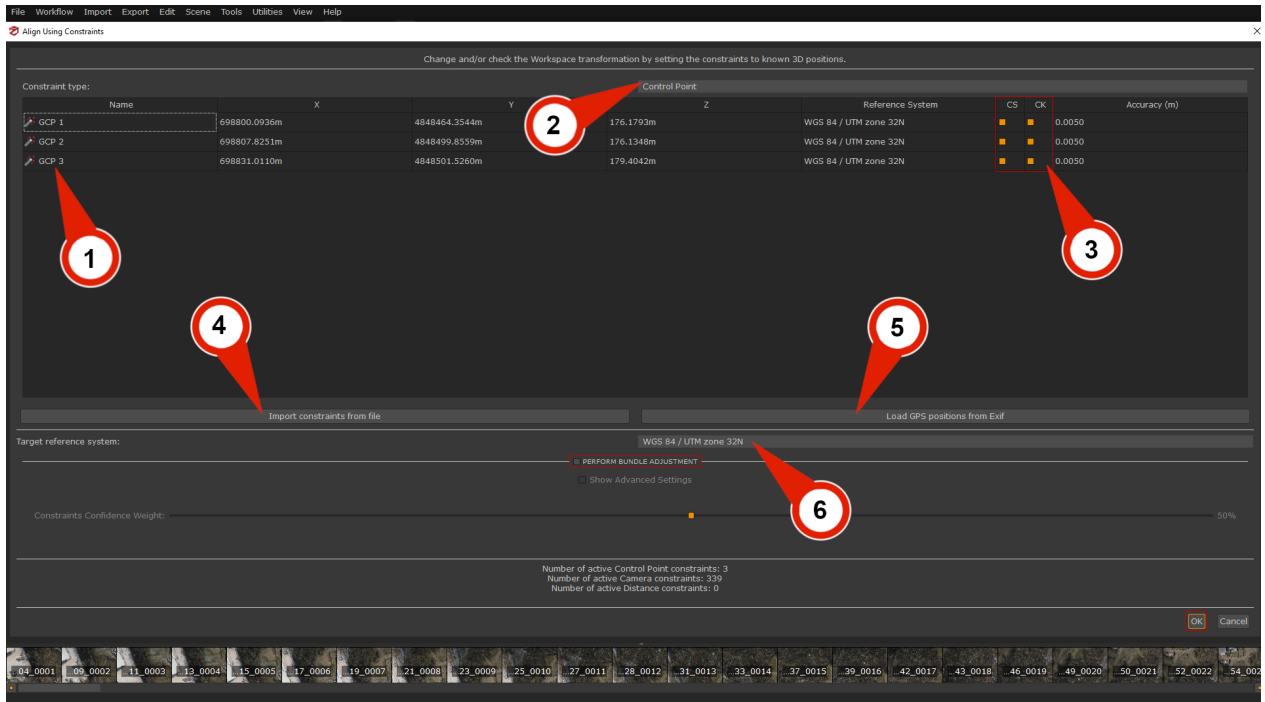 File Workflow Import Export Edit Scene Tools Utilities View Help
Align Using Constraints
Change and/or check the Workspace transformation by setting the constraints to known 3D positions.
Constraint type: Control Point
Name X Y Z Reference System CS CK Accuracy (m)
GCP 1 698800.0936m 4848464.3544m 176.1793m WGS 84 / UTM zone 32N 0.0050
GCP 2 698807.8251m 4848499.8559m 176.1348m WGS 84 / UTM zone 32N 0.0050
GCP 3 698831.0110m 4848501.5260m 179.4042m WGS 84 / UTM zone 32N 0.0050
2
1
3
4
5
Import constraints from file Load GPS positions from Exif
Target reference system: WGS 84 / UTM zone 32N
PERFORM BUNDLE ADJUSTMENT
Show Advanced Settings
6
Constraints Confidence Weight: 50%
Number of active Control Point constraints: 3
Number of active Camera constraints: 339
Number of active Distance constraints: 0
OK Cancel
...04_0001 ...09_0002 ...11_0003 ...13_0004 ...15_0005 ...17_0006 ...19_0007 ...21_0008 ...23_0009 ...25_0010 ...27_0011 ...28_0012 ...31_0013 ...33_0014 ...37_0015 ...39_0016 ...42_0017 ...43_0018 ...46_0019 ...49_0020 ...50_0021 ...52_0022 ...54_002